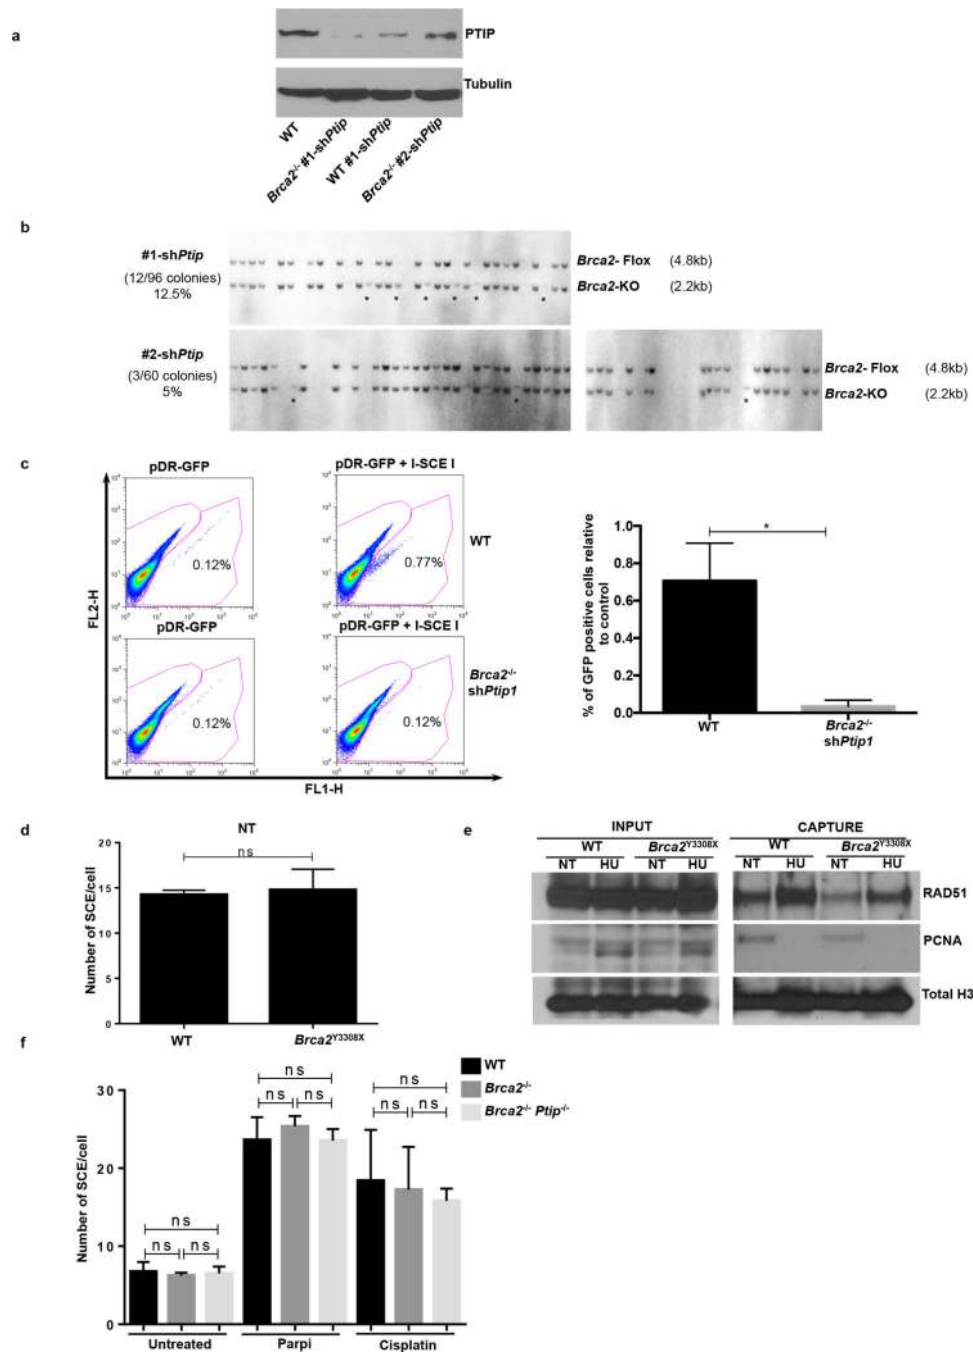 a
PTIP
Tubulin
WT
Brca2-/- #1-shPtip
WT #1-shPtip
Brca2-/- #2-shPtip
b
#1-shPtip
(12/96 colonies)
12.5%
Brca2- Flox (4.8kb)
Brca2-KO (2.2kb)
#2-shPtip
(3/60 colonies)
5%
Brca2- Flox (4.8kb)
Brca2-KO (2.2kb)
c
pDR-GFP
pDR-GFP + I-SCE I
0.12%
0.77%
WT
pDR-GFP
pDR-GFP + I-SCE I
0.12%
0.12%
Brca2-/-
shPtip1
FL2-H
FL1-H
% of GFP positive cells relative
to control
1.0
0.8
0.6
0.4
0.2
0.0
*
WT
Brca2-/-
shPtip1
d
NT
Number of SCE/cell
20
15
10
5
0
ns
WT
Brca2Y3308X
e
INPUT
CAPTURE
WT Brca2Y3308X
WT Brca2Y3308X
NT HU NT HU
NT HU NT HU
RAD51
PCNA
Total H3
f
WT
Brca2-/-
Brca2-/- Ptip-/-
Number of SCE/cell
30
20
10
0
ns
ns ns
ns
ns ns
ns
ns ns
Untreated
Parpi
Cisplatin